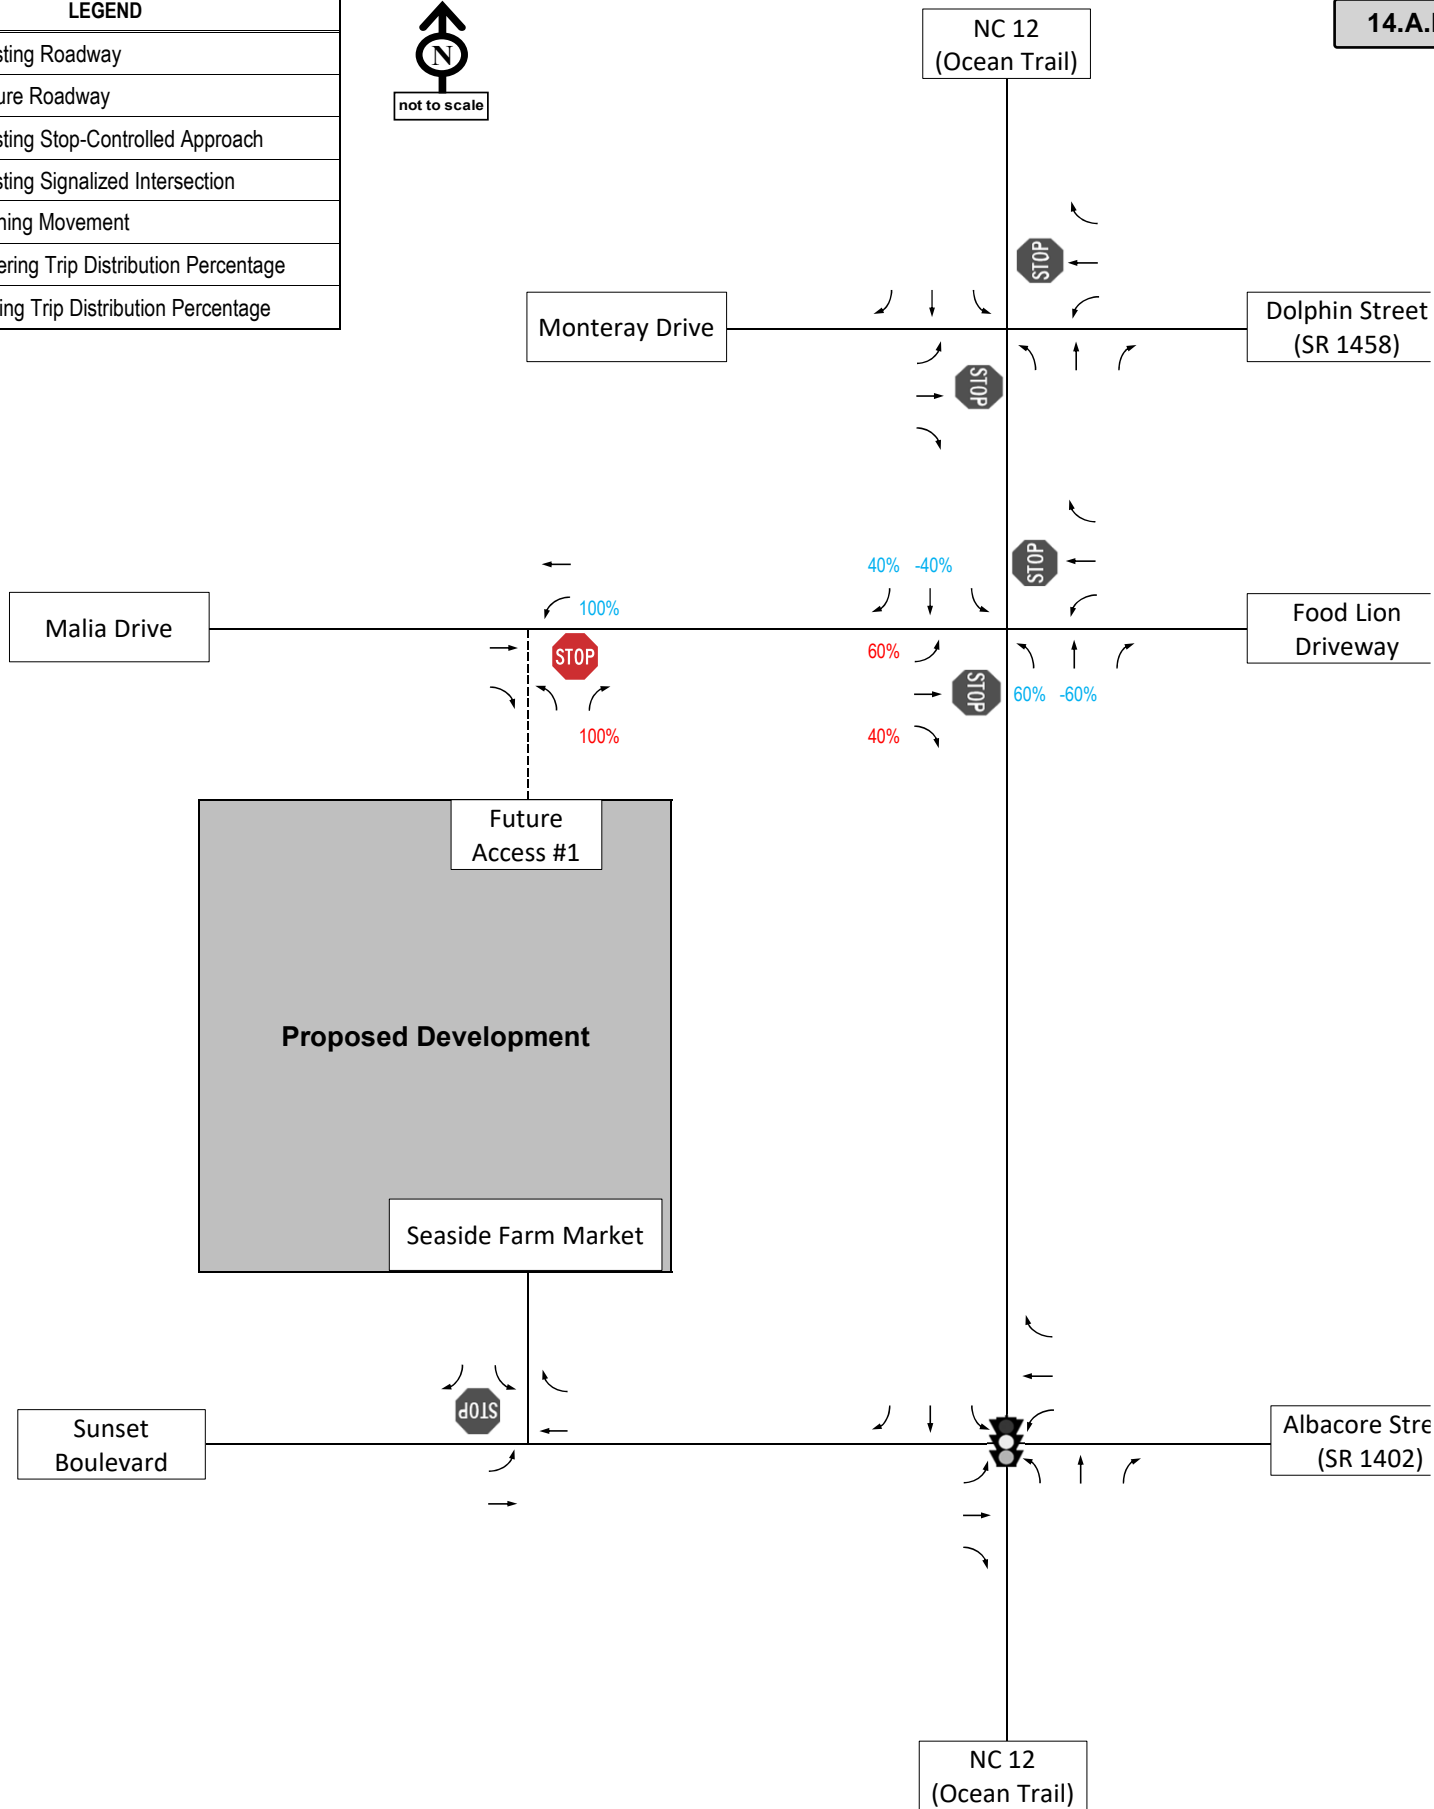 LEGEND
sting Roadway
ure Roadway
sting Stop-Controlled Approach
sting Signalized Intersection
ning Movement
ering Trip Distribution Percentage
ing Trip Distribution Percentage
N
not to scale
NC 12
(Ocean Trail)
14.A.
STOP
Monteray Drive
Dolphin Street
(SR 1458)
STOP
40% -40%
STOP
100%
Malia Drive
Food Lion
Driveway
STOP
60%
STOP
60% -60%
100%
40%
Future
Access #1
Proposed Development
Seaside Farm Market
STOP
Sunset
Boulevard
Albacore Stre
(SR 1402)
NC 12
(Ocean Trail)